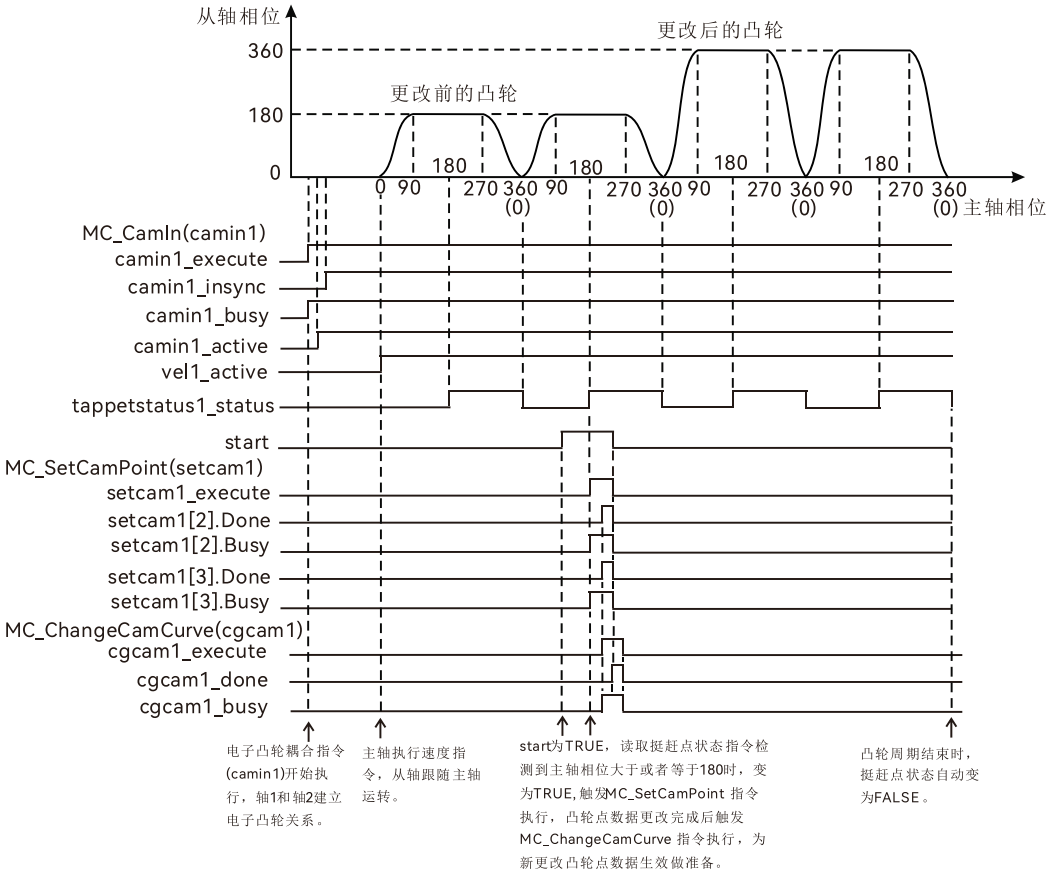 从轴相位
更改后的凸轮
360
更改前的凸轮
180
0
180 180 180 180
0 90 270 360 90 270 360 90 270 360 90 270 360
(0) (0) (0) (0) 主轴相位
MC_CamIn(camin1)
camin1_execute
camin1_insync
camin1_busy
camin1_active
vel1_active
tappetstatus1_status
start
MC_SetCamPoint(setcam1)
setcam1_execute
setcam1[2].Done
setcam1[2].Busy
setcam1[3].Done
setcam1[3].Busy
MC_ChangeCamCurve(cgcam1)
cgcam1_execute
cgcam1_done
cgcam1_busy
电子凸轮耦合指令
(camin1)开始执
行，轴1和轴2建立
电子凸轮关系。
主轴执行速度指
令，从轴跟随主轴
运转。
start为TRUE，读取挺赶点状态指令检
测到主轴相位大于或者等于180时，变
为TRUE,触发MC_SetCamPoint 指令
执行，凸轮点数据更改完成后触发
MC_ChangeCamCurve 指令执行，为
新更改凸轮点数据生效做准备。
凸轮周期结束时，
挺赶点状态自动变
为FALSE。